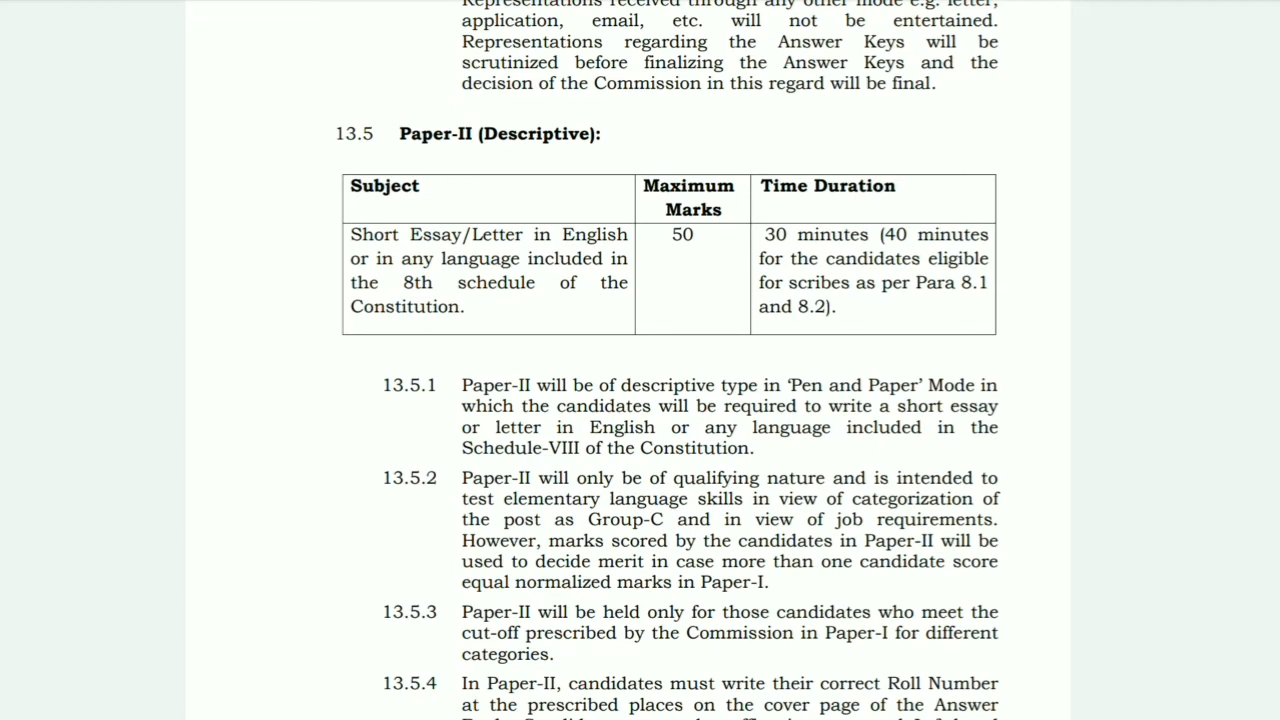 Representations received through any other mode e.g. letter,
application, email, etc. will not be entertained.
Representations regarding the Answer Keys will be
scrutinized before finalizing the Answer Keys and the
decision of the Commission in this regard will be final.
13.5 Paper-II (Descriptive):
Subject Maximum Marks Time Duration
Short Essay/Letter in English
or in any language included in
the 8th schedule of the
Constitution.
50
30 minutes (40 minutes
for the candidates eligible
for scribes as per Para 8.1
and 8.2).
13.5.1 Paper-II will be of descriptive type in ‘Pen and Paper’ Mode in
which the candidates will be required to write a short essay
or letter in English or any language included in the
Schedule-VIII of the Constitution.
13.5.2 Paper-II will only be of qualifying nature and is intended to
test elementary language skills in view of categorization of
the post as Group-C and in view of job requirements.
However, marks scored by the candidates in Paper-II will be
used to decide merit in case more than one candidate score
equal normalized marks in Paper-I.
13.5.3 Paper-II will be held only for those candidates who meet the
cut-off prescribed by the Commission in Paper-I for different
categories.
13.5.4 In Paper-II, candidates must write their correct Roll Number
at the prescribed places on the cover page of the Answer